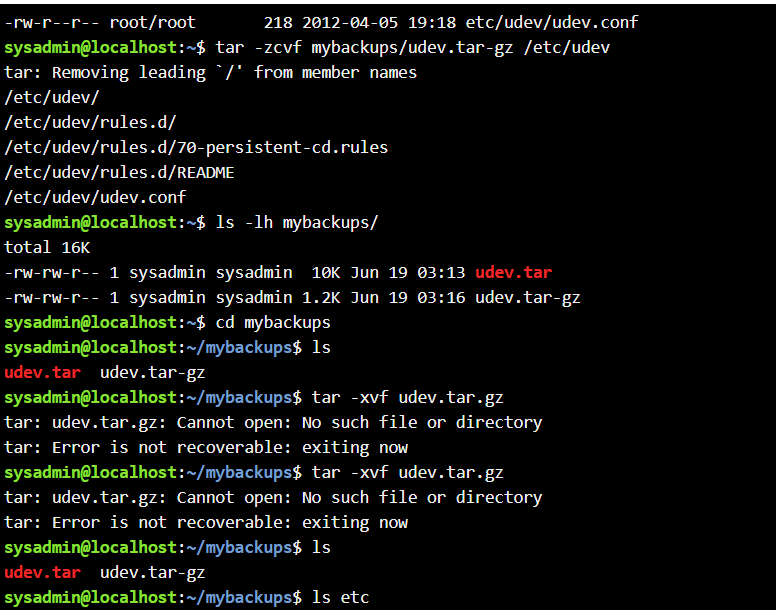 -rw-r--r-- root/root       218 2012-04-05 19:18 etc/udev/udev.conf
sysadmin@localhost:~$ tar -zcvf mybackups/udev.tar-gz /etc/udev
tar: Removing leading `/' from member names
/etc/udev/
/etc/udev/rules.d/
/etc/udev/rules.d/70-persistent-cd.rules
/etc/udev/rules.d/README
/etc/udev/udev.conf
sysadmin@localhost:~$ ls -lh mybackups/
total 16K
-rw-rw-r-- 1 sysadmin sysadmin  10K Jun 19 03:13 udev.tar
-rw-rw-r-- 1 sysadmin sysadmin 1.2K Jun 19 03:16 udev.tar-gz
sysadmin@localhost:~$ cd mybackups
sysadmin@localhost:~/mybackups$ ls
udev.tar  udev.tar-gz
sysadmin@localhost:~/mybackups$ tar -xvf udev.tar.gz
tar: udev.tar.gz: Cannot open: No such file or directory
tar: Error is not recoverable: exiting now
sysadmin@localhost:~/mybackups$ tar -xvf udev.tar.gz
tar: udev.tar.gz: Cannot open: No such file or directory
tar: Error is not recoverable: exiting now
sysadmin@localhost:~/mybackups$ ls
udev.tar  udev.tar-gz
sysadmin@localhost:~/mybackups$ ls etc